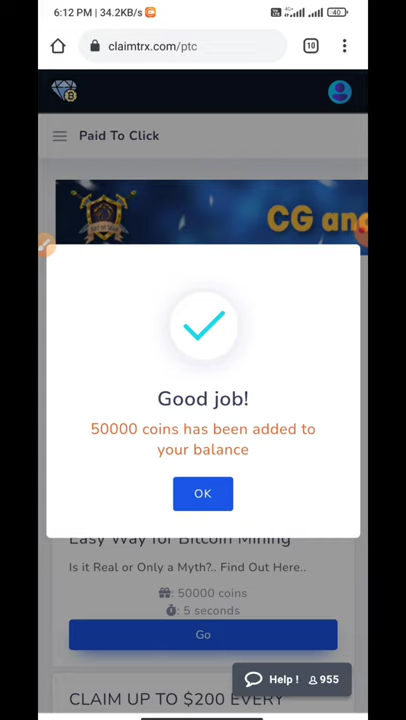 6:12 PM | 34.2KB/s
4G+
40
claimtrx.com/ptc
10
Paid To Click
CG an
Good job!
50000 coins has been added to
your balance
OK
Easy Way for Bitcoin Mining
Is it Real or Only a Myth?.. Find Out Here..
: 50000 coins
: 5 seconds
Go
Help ! 955
CLAIM UP TO $200 EVERY